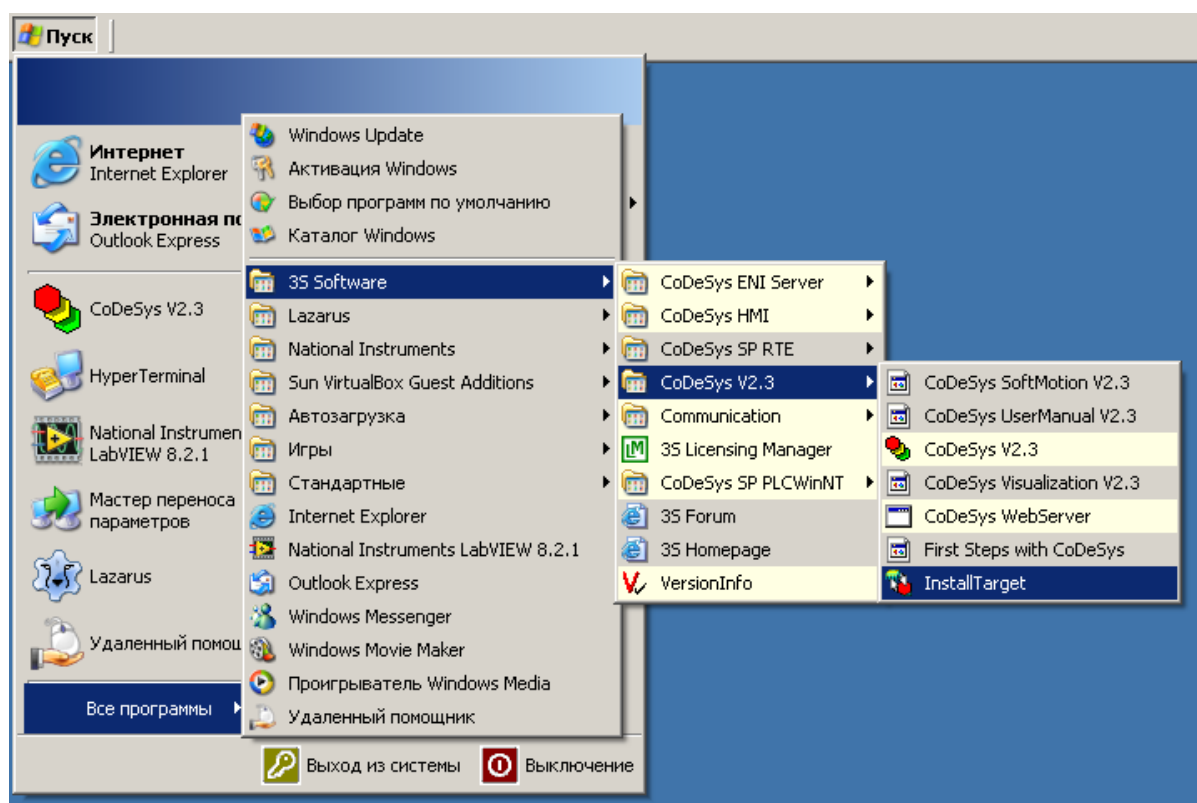 Пуск
Интернет
Internet Explorer
Электронная по
Outlook Express
CoDeSys V2.3
HyperTerminal
National Instrumen
LabVIEW 8.2.1
Мастер переноса
параметров
Lazarus
Удаленный помощ
Все программы
Windows Update
Активация Windows
Выбор программ по умолчанию
Каталог Windows
3S Software
Lazarus
National Instruments
Sun VirtualBox Guest Additions
Автозагрузка
Игры
Стандартные
Internet Explorer
National Instruments LabVIEW 8.2.1
Outlook Express
Windows Messenger
Windows Movie Maker
Проигрыватель Windows Media
Удаленный помощник
CoDeSys ENI Server
CoDeSys HMI
CoDeSys SP RTE
CoDeSys V2.3
Communication
3S Licensing Manager
CoDeSys SP PLCWinNT
3S Forum
3S Homepage
VersionInfo
CoDeSys SoftMotion V2.3
CoDeSys UserManual V2.3
CoDeSys V2.3
CoDeSys Visualization V2.3
CoDeSys WebServer
First Steps with CoDeSys
InstallTarget
Выход из системы
Выключение